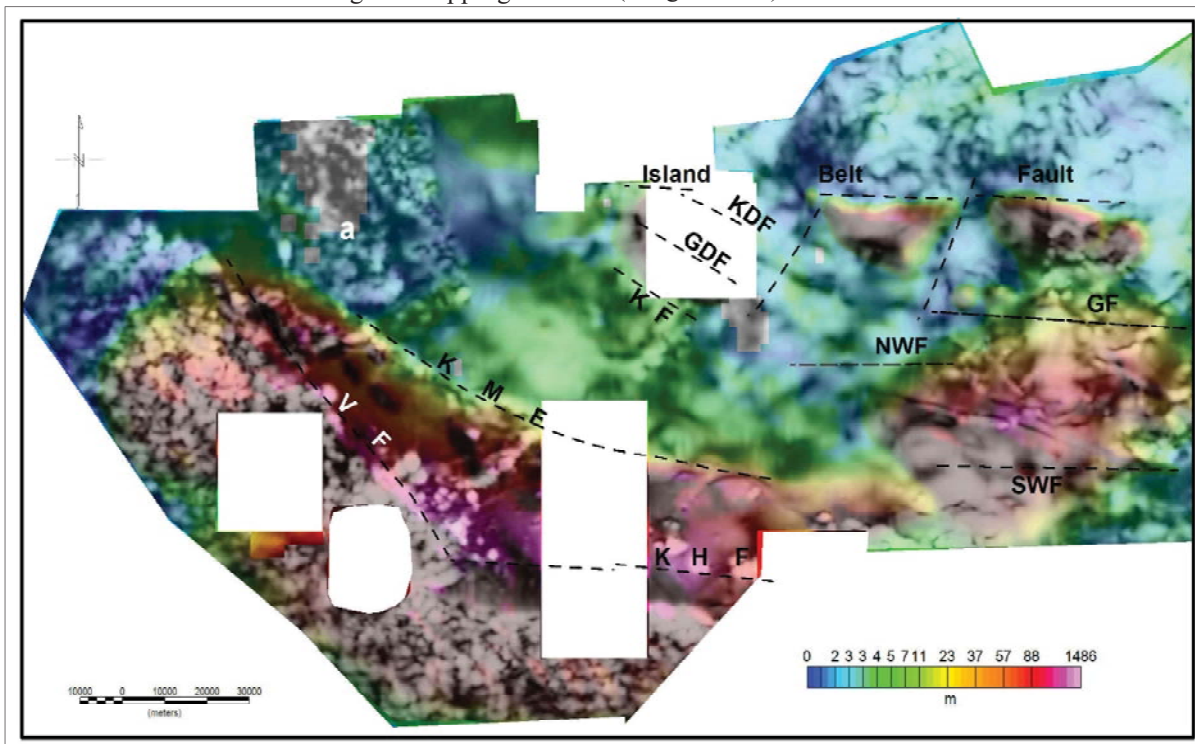 a
Island
Belt
Fault
KDF
GDF
K F
GF
NWF
K M E
V F
SWF
K H F
0 2 3 3 4 5 7 11 23 37 57 88 1486
m
10000 0 10000 20000 30000
(meters)